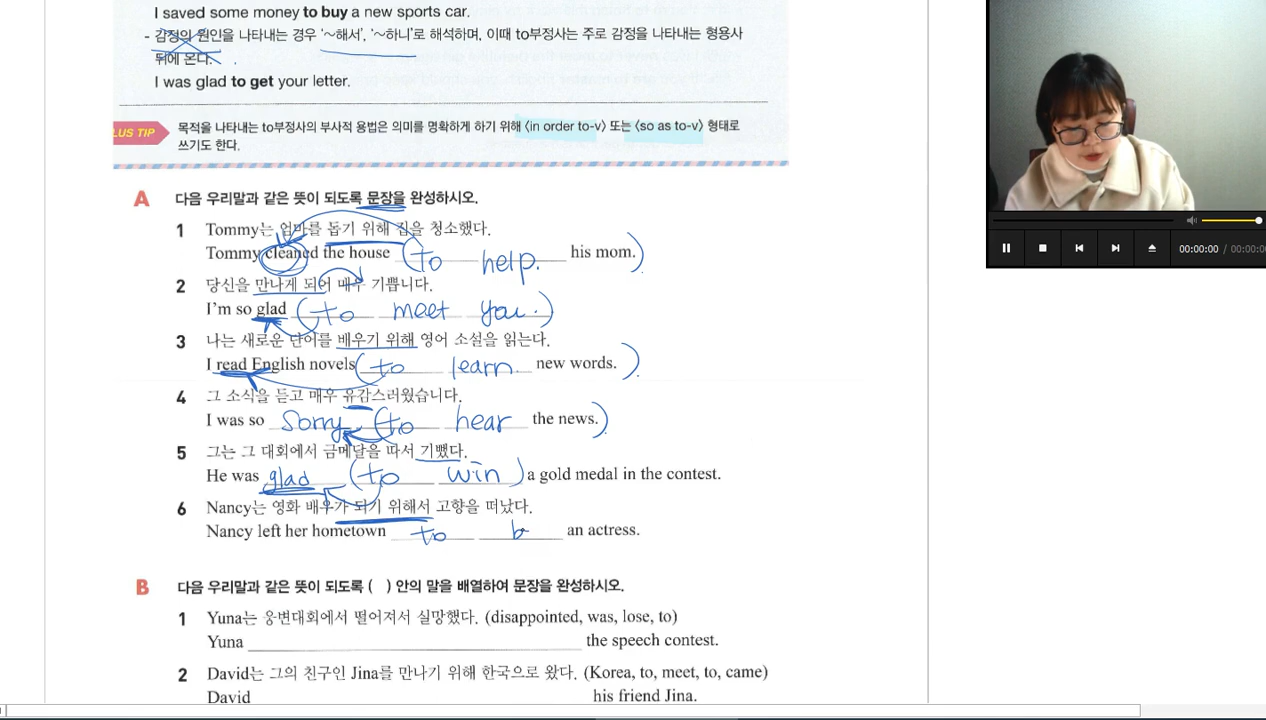 I saved some money to buy a new sports car.
- 감정의 원인을 나타내는 경우 '~해서', '~하니'로 해석하며, 이때 to부정사는 주로 감정을 나타내는 형용사
뒤에 온다.
I was glad to get your letter.
LUS TIP 목적을 나타내는 to부정사의 부사적 용법은 의미를 명확하게 하기 위해 〈in order to-v〉 또는 〈so as to-v〉 형태로
쓰기도 한다.
A 다음 우리말과 같은 뜻이 되도록 문장을 완성하시오.
1 Tommy는 엄마를 돕기 위해 집을 청소했다.
Tommy cleaned the house (to help. his mom.)
2 당신을 만나게 되어 매우 기쁩니다.
I'm so glad (to meet you.)
3 나는 새로운 단어를 배우기 위해 영어 소설을 읽는다.
I read English novels (to learn new words.)
4 그 소식을 듣고 매우 유감스러웠습니다.
I was so sorry (to hear the news.)
5 그는 그 대회에서 금메달을 따서 기뻤다.
He was glad (to win) a gold medal in the contest.
6 Nancy는 영화 배우가 되기 위해서 고향을 떠났다.
Nancy left her hometown to b an actress.
B 다음 우리말과 같은 뜻이 되도록 ( ) 안의 말을 배열하여 문장을 완성하시오.
1 Yuna는 웅변대회에서 떨어져서 실망했다. (disappointed, was, lose, to)
Yuna the speech contest.
2 David는 그의 친구인 Jina를 만나기 위해 한국으로 왔다. (Korea, to, meet, to, came)
David his friend Jina.
00:00:00 / 00:00:0